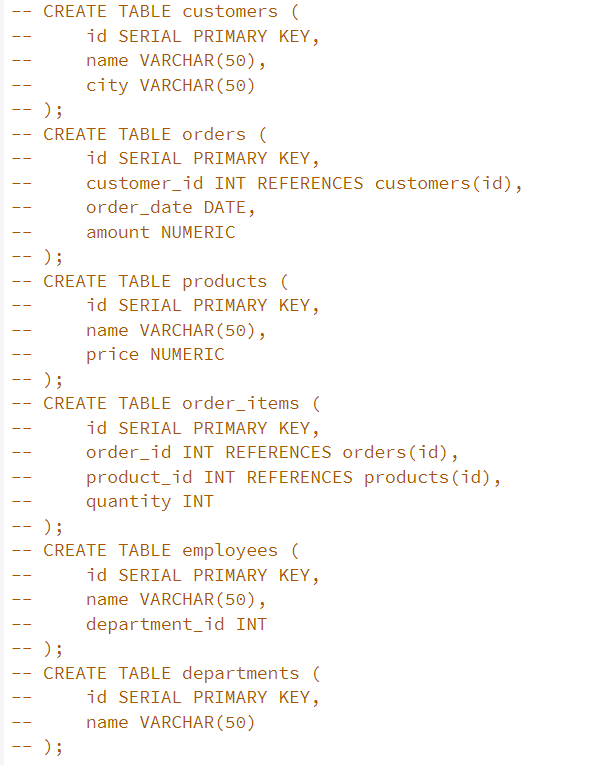 -- CREATE TABLE customers (
--     id SERIAL PRIMARY KEY,
--     name VARCHAR(50),
--     city VARCHAR(50)
-- );
-- CREATE TABLE orders (
--     id SERIAL PRIMARY KEY,
--     customer_id INT REFERENCES customers(id),
--     order_date DATE,
--     amount NUMERIC
-- );
-- CREATE TABLE products (
--     id SERIAL PRIMARY KEY,
--     name VARCHAR(50),
--     price NUMERIC
-- );
-- CREATE TABLE order_items (
--     id SERIAL PRIMARY KEY,
--     order_id INT REFERENCES orders(id),
--     product_id INT REFERENCES products(id),
--     quantity INT
-- );
-- CREATE TABLE employees (
--     id SERIAL PRIMARY KEY,
--     name VARCHAR(50),
--     department_id INT
-- );
-- CREATE TABLE departments (
--     id SERIAL PRIMARY KEY,
--     name VARCHAR(50)
-- );